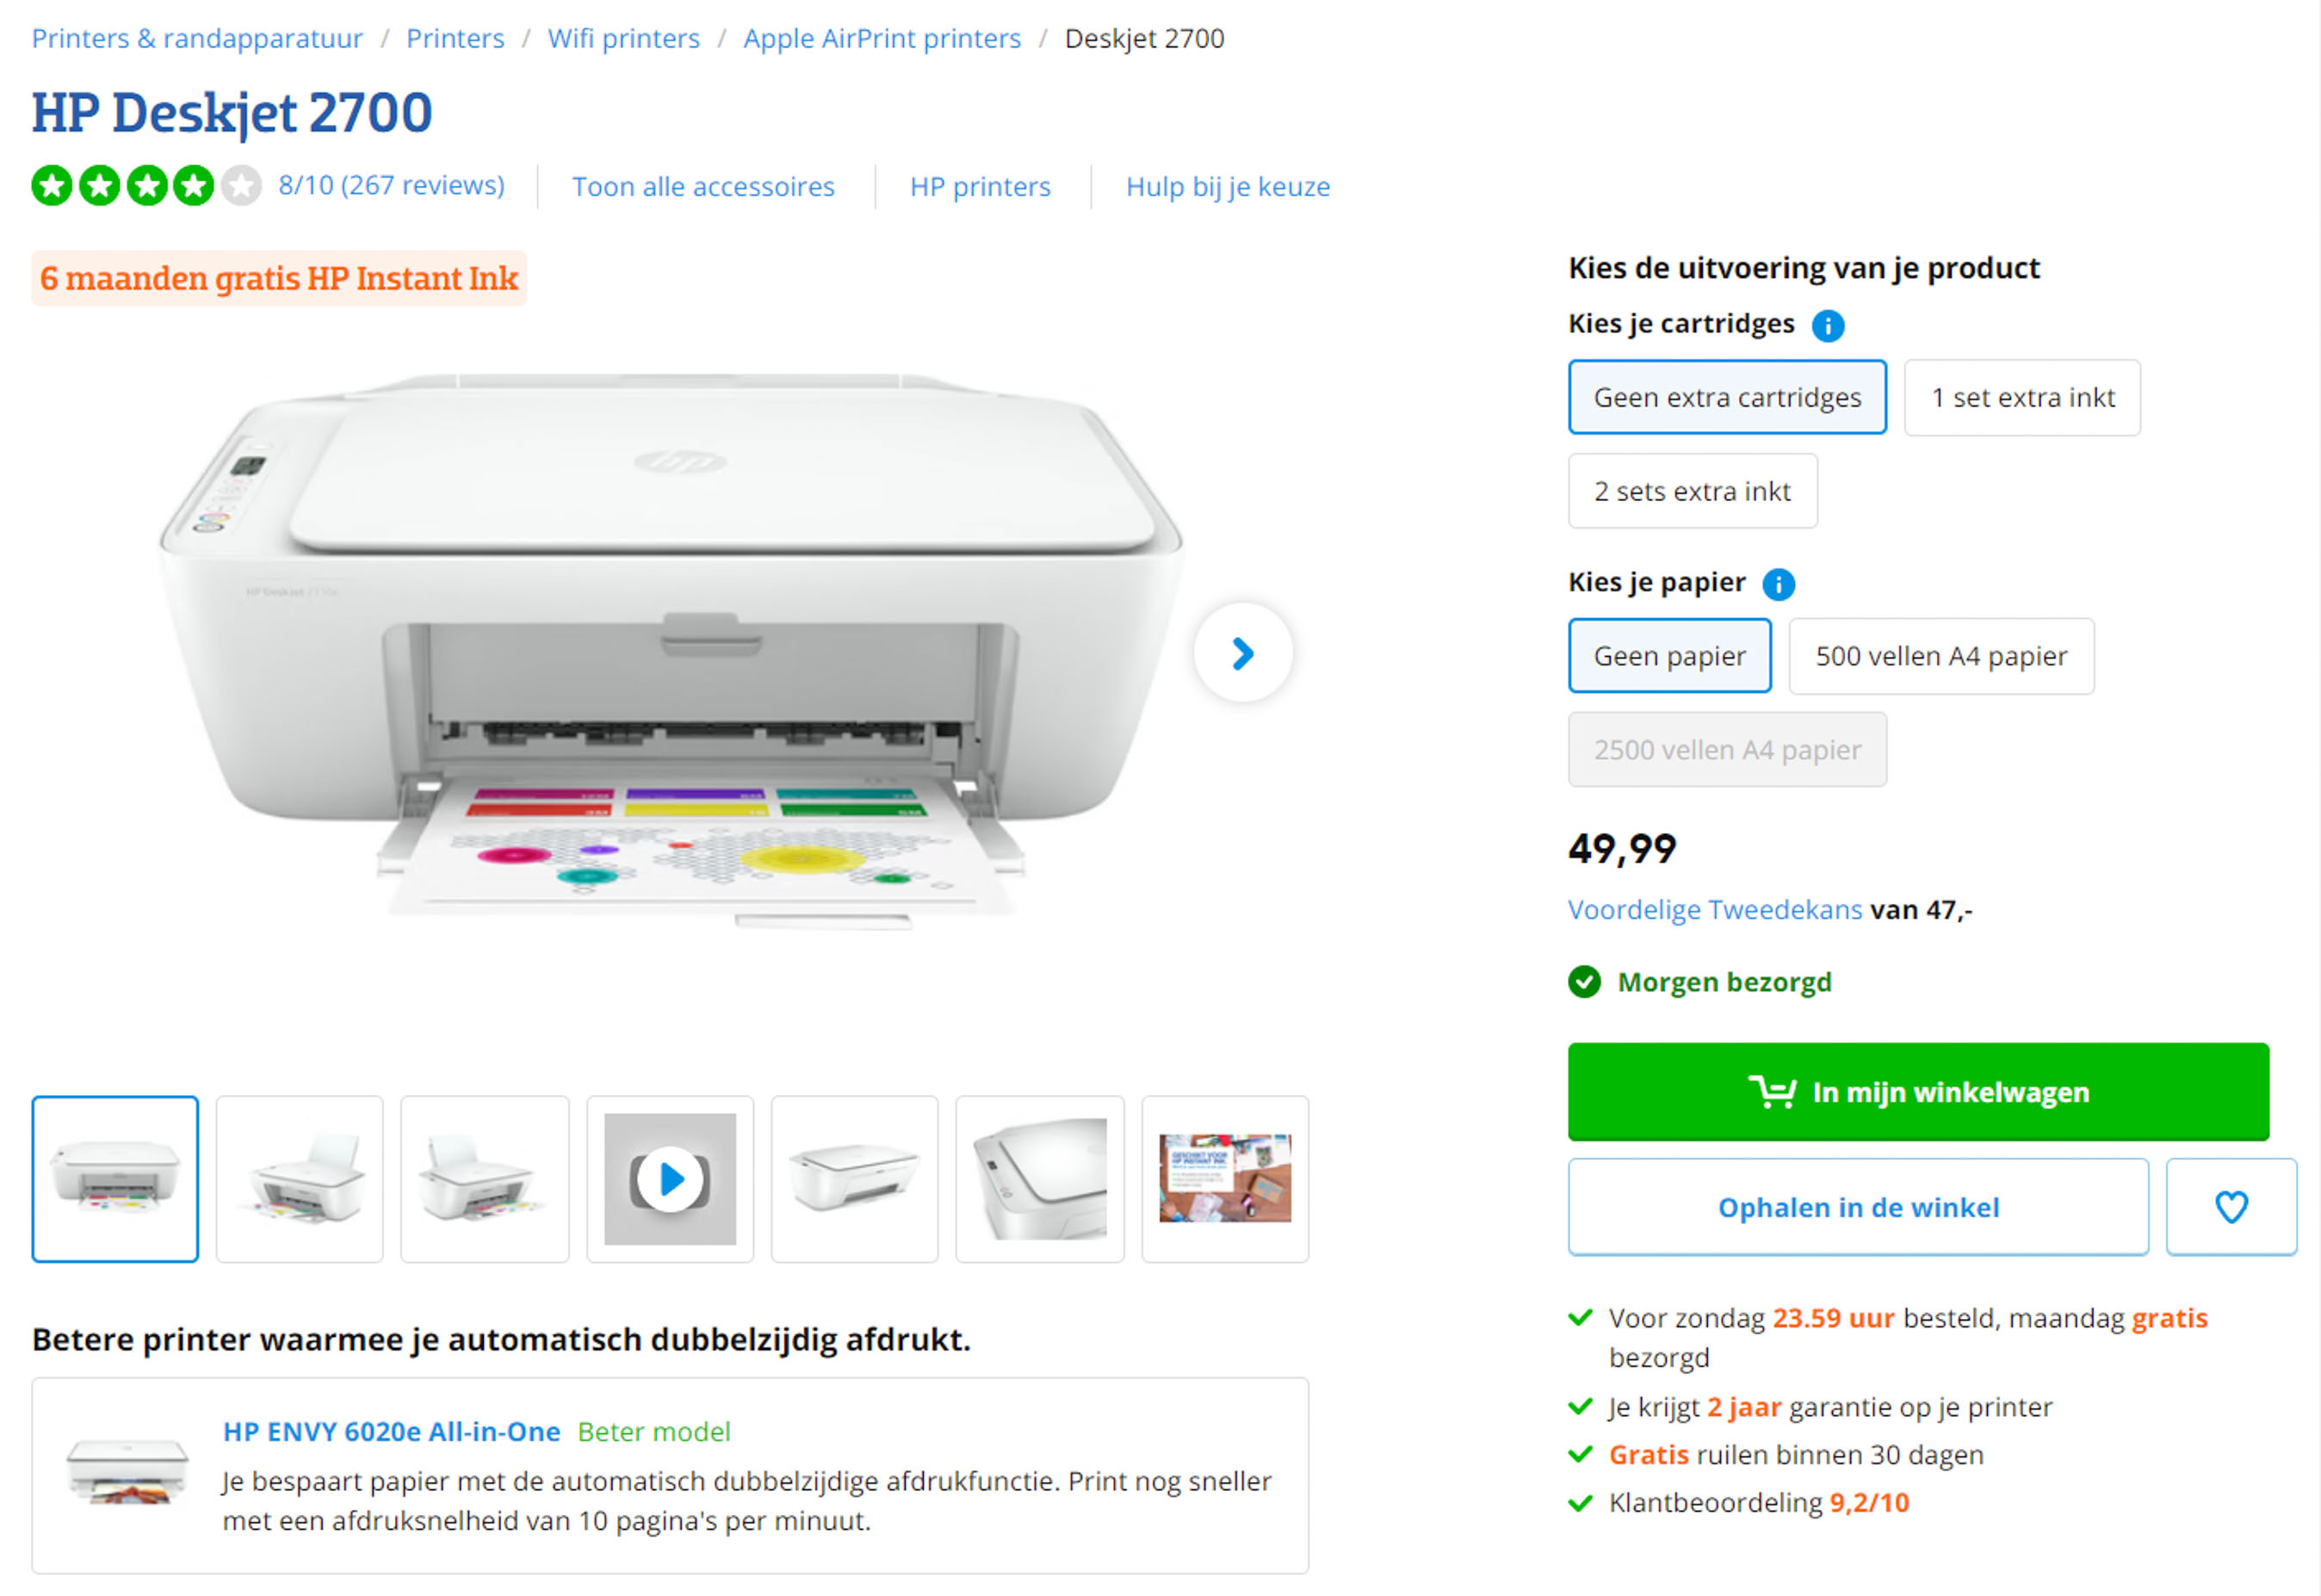 Printers & randapparatuur / Printers / Wifi printers / Apple AirPrint printers / Deskjet 2700
HP Deskjet 2700
8/10 (267 reviews)
Toon alle accessoires
HP printers
Hulp bij je keuze
6 maanden gratis HP Instant Ink
hp
Kies de uitvoering van je product
Kies je cartridges i
Geen extra cartridges
1 set extra inkt
2 sets extra inkt
Kies je papier i
Geen papier
500 vellen A4 papier
2500 vellen A4 papier
49,99
Voordelige Tweedekans van 47,-
Morgen bezorgd
In mijn winkelwagen
Ophalen in de winkel
Voor zondag 23.59 uur besteld, maandag gratis
bezorgd
Je krijgt 2 jaar garantie op je printer
Gratis ruilen binnen 30 dagen
Klantbeoordeling 9,2/10
GESCHIKT VOOR
HP INSTANT INK.
Betere printer waarmee je automatisch dubbelzijdig afdrukt.
HP ENVY 6020e All-in-One Beter model
Je bespaart papier met de automatisch dubbelzijdige afdrukfunctie. Print nog sneller
met een afdruksnelheid van 10 pagina's per minuut.